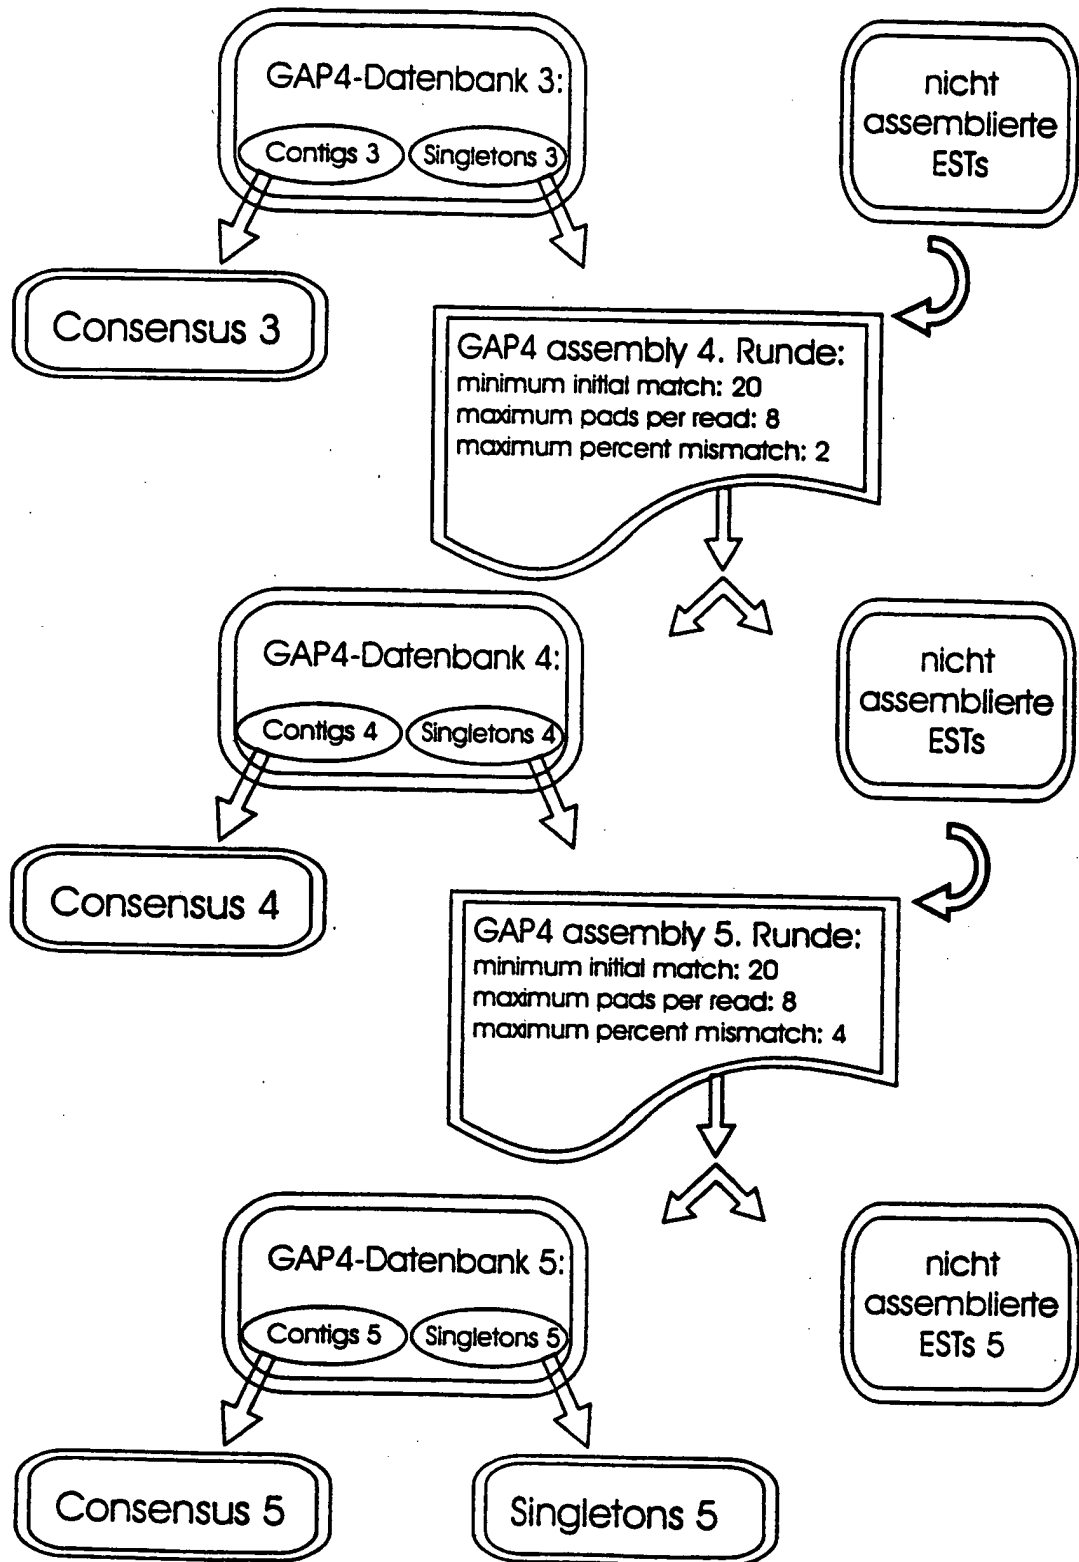 GAP4-Datenbank 3:
Contigs 3
Singletons 3
nicht
assemblierte
ESTs
Consensus 3
GAP4 assembly 4. Runde:
minimum initial match: 20
maximum pads per read: 8
maximum percent mismatch: 2
GAP4-Datenbank 4:
Contigs 4
Singletons 4
nicht
assemblierte
ESTs
Consensus 4
GAP4 assembly 5. Runde:
minimum initial match: 20
maximum pads per read: 8
maximum percent mismatch: 4
GAP4-Datenbank 5:
Contigs 5
Singletons 5
nicht
assemblierte
ESTs 5
Consensus 5
Singletons 5